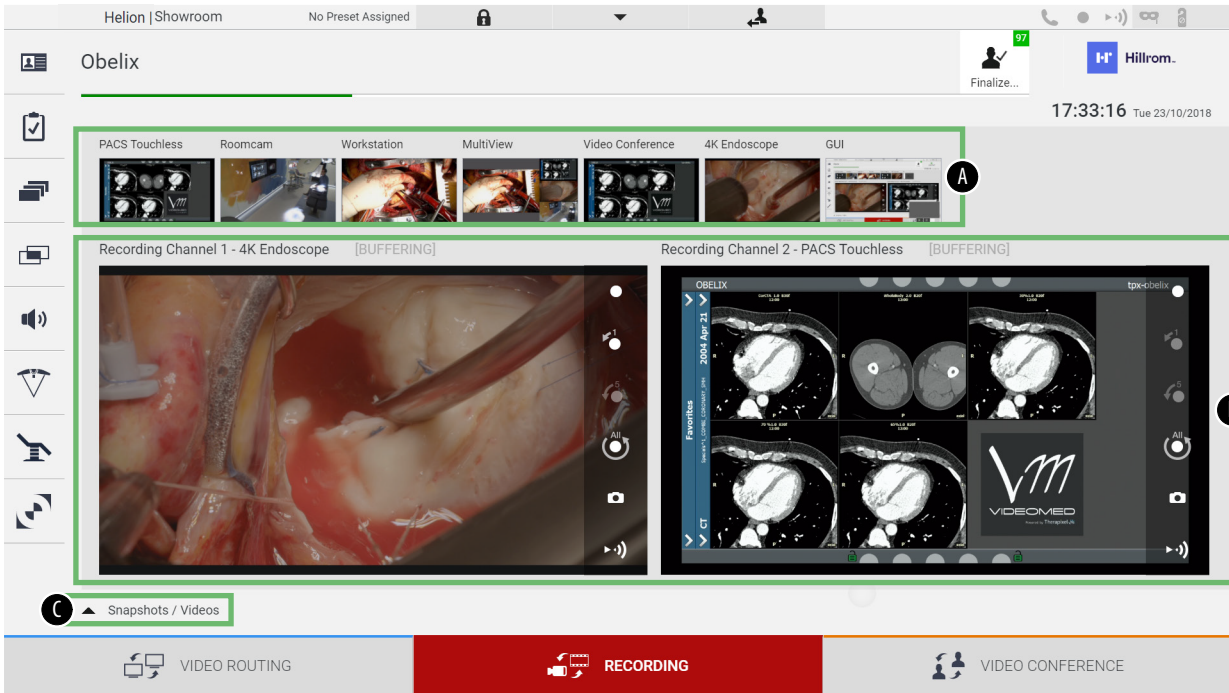 Helion | Showroom No Preset Assigned
Obelix
97
Finalize...
Hillrom™
17:33:16 Tue 23/10/2018
PACS Touchless Roomcam Workstation MultiView Video Conference 4K Endoscope GUI
A
Recording Channel 1 - 4K Endoscope [BUFFERING]
Recording Channel 2 - PACS Touchless [BUFFERING]
OBELIX tpx-obelix
2004 Apr 21
Favorites
CT
1
5
All
1
5
All
VM
VIDEOMED
C
Snapshots / Videos
VIDEO ROUTING
RECORDING
VIDEO CONFERENCE